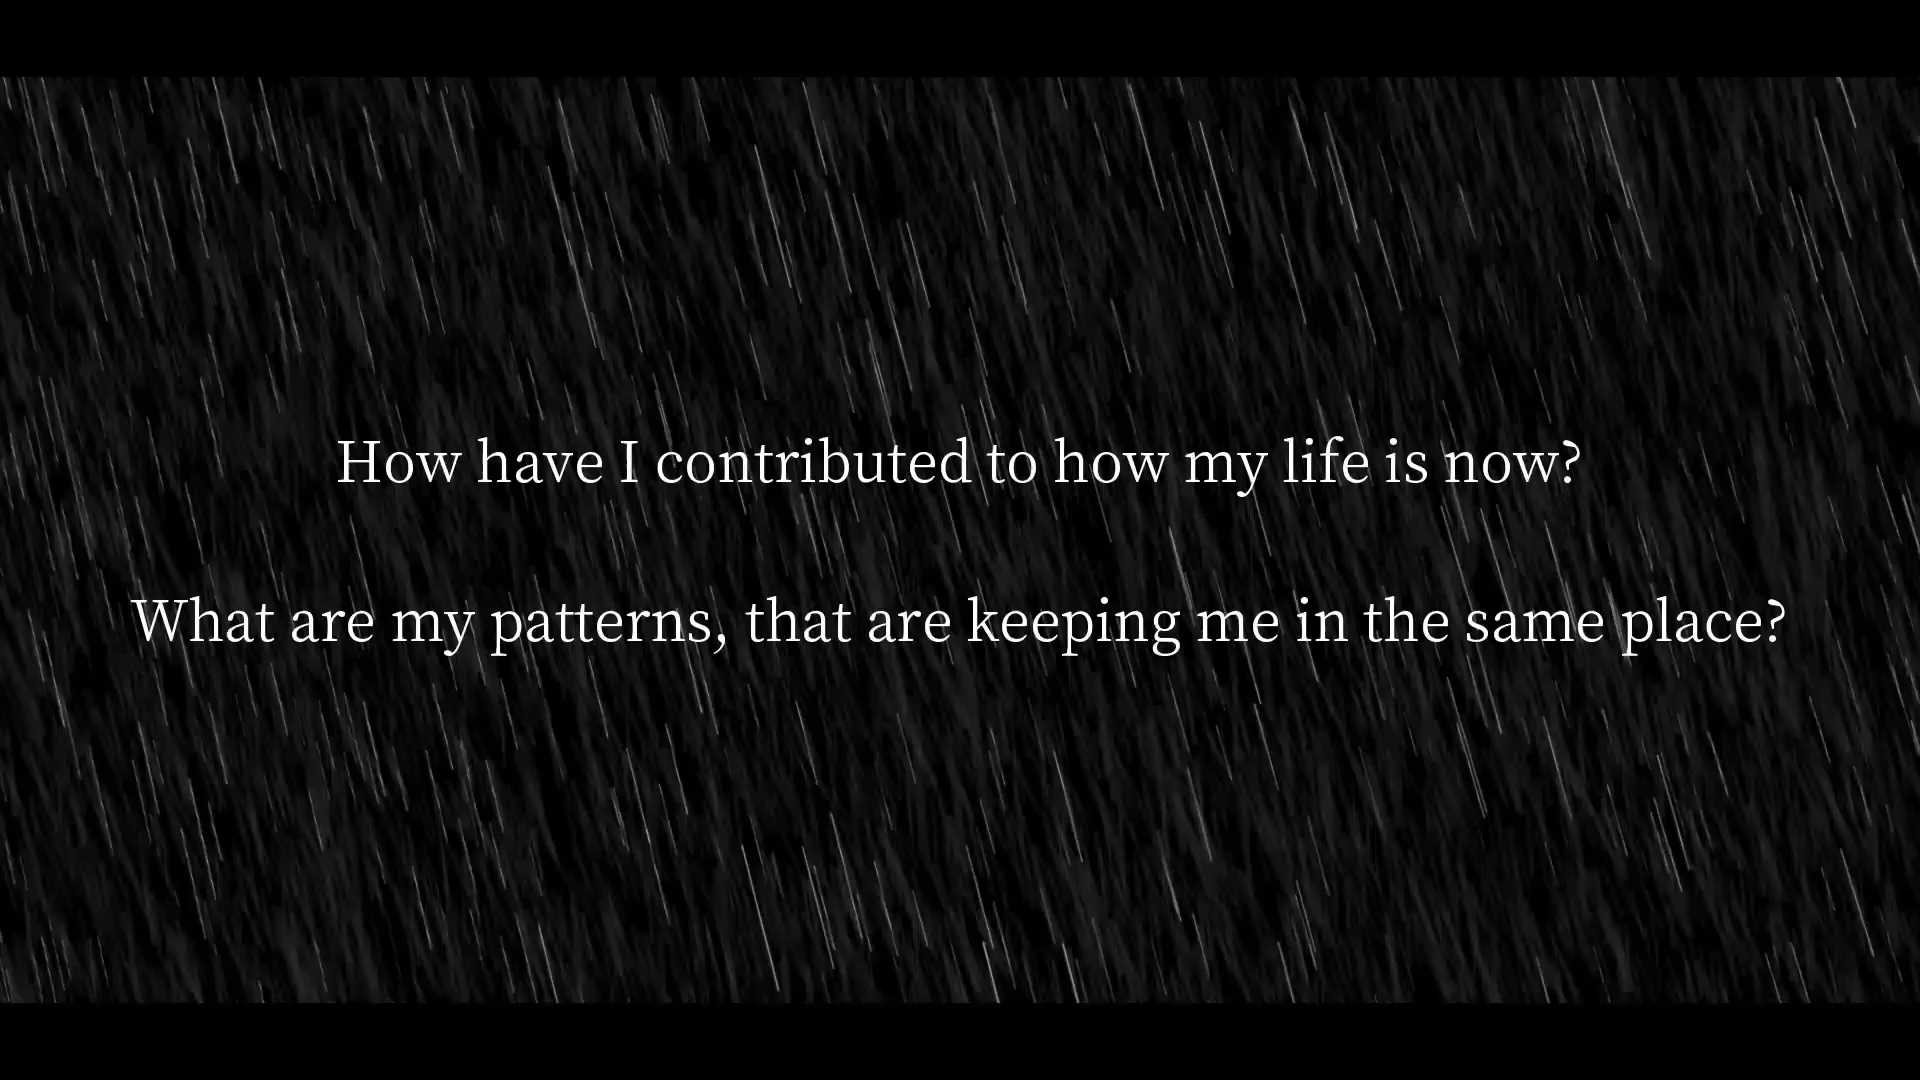 How have I contributed to how my life is now?
What are my patterns, that are keeping me in the same place?